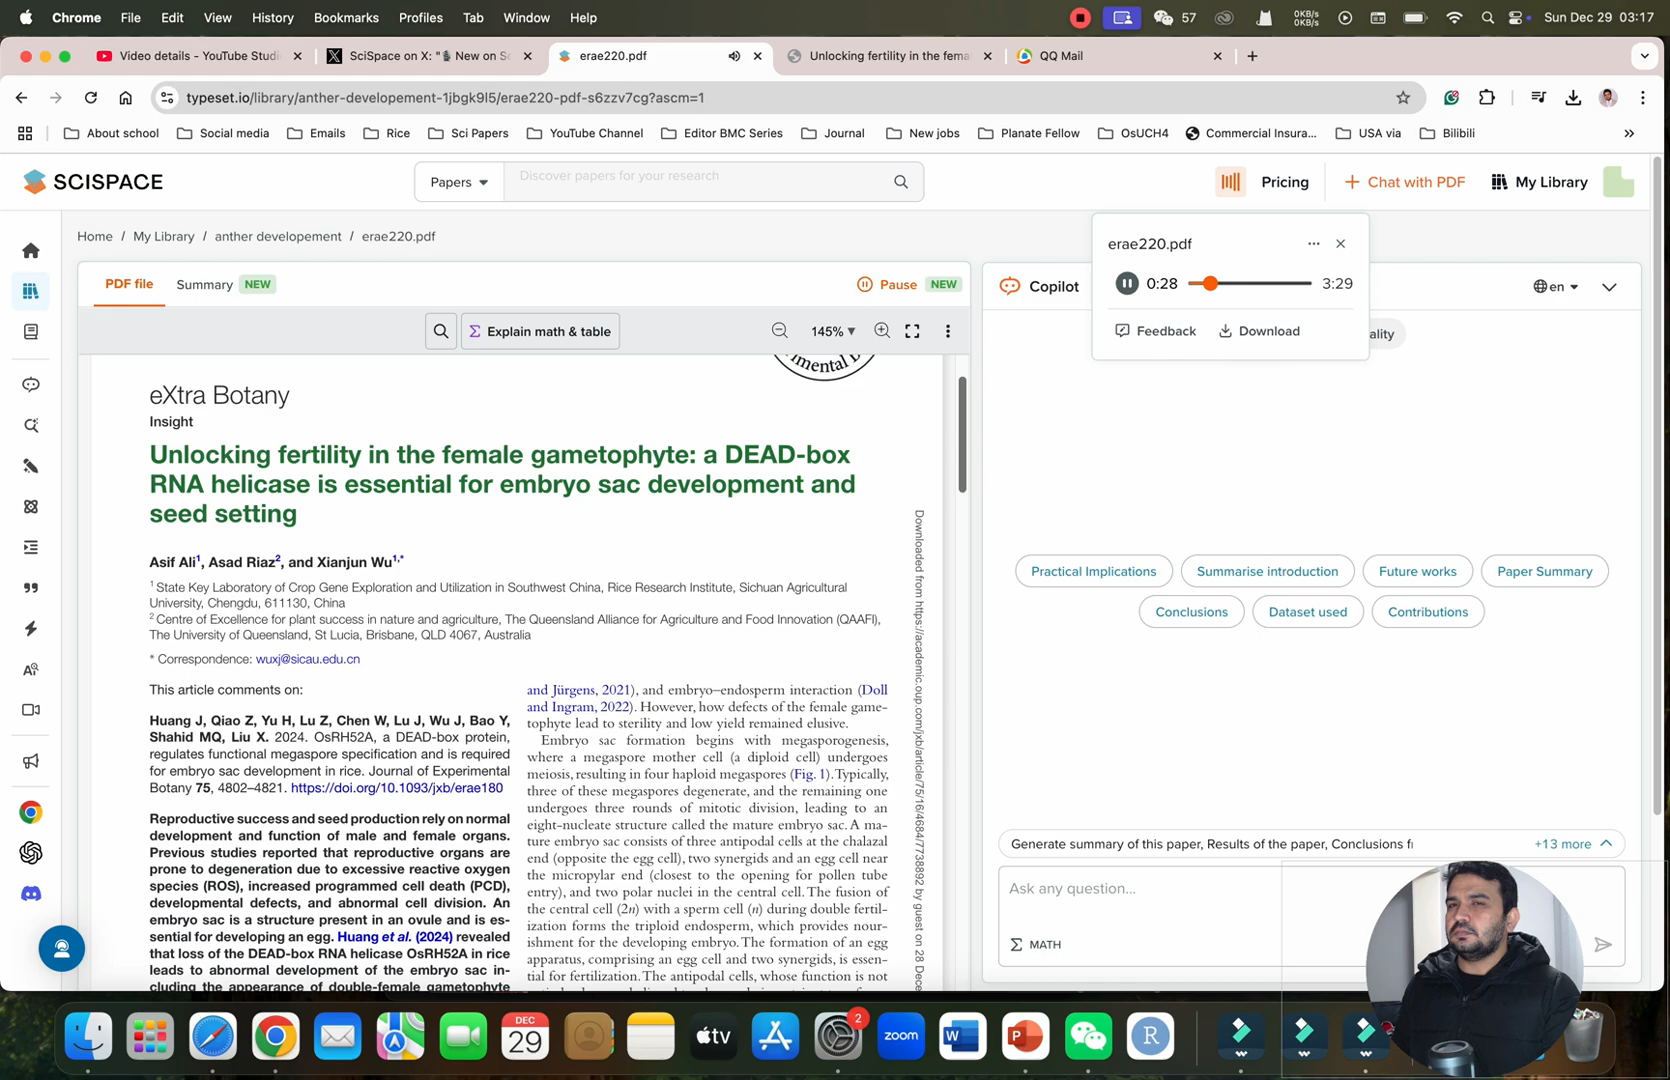 Chrome File Edit View History Bookmarks Profiles Tab Window Help
57 0KB/s 0KB/s Sun Dec 29 03:17
Video details - YouTube Studi
SciSpace on X: "🎙 New on Sc
erae220.pdf
Unlocking fertility in the fema
QQ Mail
typeset.io/library/anther-developement-1jbgk9l5/erae220-pdf-s6zzv7cg?ascm=1
About school Social media Emails Rice Sci Papers YouTube Channel Editor BMC Series Journal New jobs Planate Fellow OsUCH4 Commercial Insura... USA via Bilibili »
SCISPACE
Papers
Discover papers for your research
Pricing
+ Chat with PDF
My Library
Home / My Library / anther developement / erae220.pdf
PDF file
Summary NEW
Pause NEW
Explain math & table
145%
erae220.pdf
0:28 3:29
Feedback Download
Copilot
en
ality
mental B
eXtra Botany
Insight
Unlocking fertility in the female gametophyte: a DEAD-box
RNA helicase is essential for embryo sac development and
seed setting
Asif Ali1, Asad Riaz2, and Xianjun Wu1,*
1 State Key Laboratory of Crop Gene Exploration and Utilization in Southwest China, Rice Research Institute, Sichuan Agricultural
University, Chengdu, 611130, China
2 Centre of Excellence for plant success in nature and agriculture, The Queensland Alliance for Agriculture and Food Innovation (QAAFI),
The University of Queensland, St Lucia, Brisbane, QLD 4067, Australia
* Correspondence: wuxj@sicau.edu.cn
This article comments on:
Huang J, Qiao Z, Yu H, Lu Z, Chen W, Lu J, Wu J, Bao Y,
Shahid MQ, Liu X. 2024. OsRH52A, a DEAD-box protein,
regulates functional megaspore specification and is required
for embryo sac development in rice. Journal of Experimental
Botany 75, 4802–4821. https://doi.org/10.1093/jxb/erae180
Reproductive success and seed production rely on normal
development and function of male and female organs.
Previous studies reported that reproductive organs are
prone to degeneration due to excessive reactive oxygen
species (ROS), increased programmed cell death (PCD),
developmental defects, and abnormal cell division. An
embryo sac is a structure present in an ovule and is es-
sential for developing an egg. Huang et al. (2024) revealed
that loss of the DEAD-box RNA helicase OsRH52A in rice
leads to abnormal development of the embryo sac in-
cluding the appearance of double-female gametophyte
and Jürgens, 2021), and embryo–endosperm interaction (Doll
and Ingram, 2022). However, how defects of the female game-
tophyte lead to sterility and low yield remained elusive.
Embryo sac formation begins with megasporogenesis,
where a megaspore mother cell (a diploid cell) undergoes
meiosis, resulting in four haploid megaspores (Fig. 1). Typically,
three of these megaspores degenerate, and the remaining one
undergoes three rounds of mitotic division, leading to an
eight-nucleate structure called the mature embryo sac. A ma-
ture embryo sac consists of three antipodal cells at the chalazal
end (opposite the egg cell), two synergids and an egg cell near
the micropylar end (closest to the opening for pollen tube
entry), and two polar nuclei in the central cell. The fusion of
the central cell (2n) with a sperm cell (n) during double fertil-
ization forms the triploid endosperm, which provides nour-
ishment for the developing embryo. The formation of an egg
apparatus, comprising an egg cell and two synergids, is essen-
tial for fertilization. The antipodal cells, whose function is not
Downloaded from https://academic.oup.com/jxb/article/75/16/4684/7738892 by guest on 28 Dece
Practical Implications
Summarise introduction
Future works
Paper Summary
Conclusions
Dataset used
Contributions
Generate summary of this paper, Results of the paper, Conclusions fr
+13 more
Ask any question...
Σ MATH
DEC
29
tv
2
zoom
W
P
R